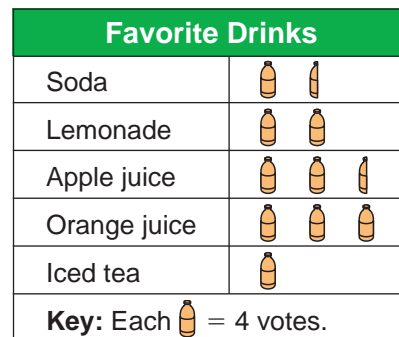 Favorite Drinks
Soda
Lemonade
Apple juice
Orange juice
Iced tea
Key: Each = 4 votes.